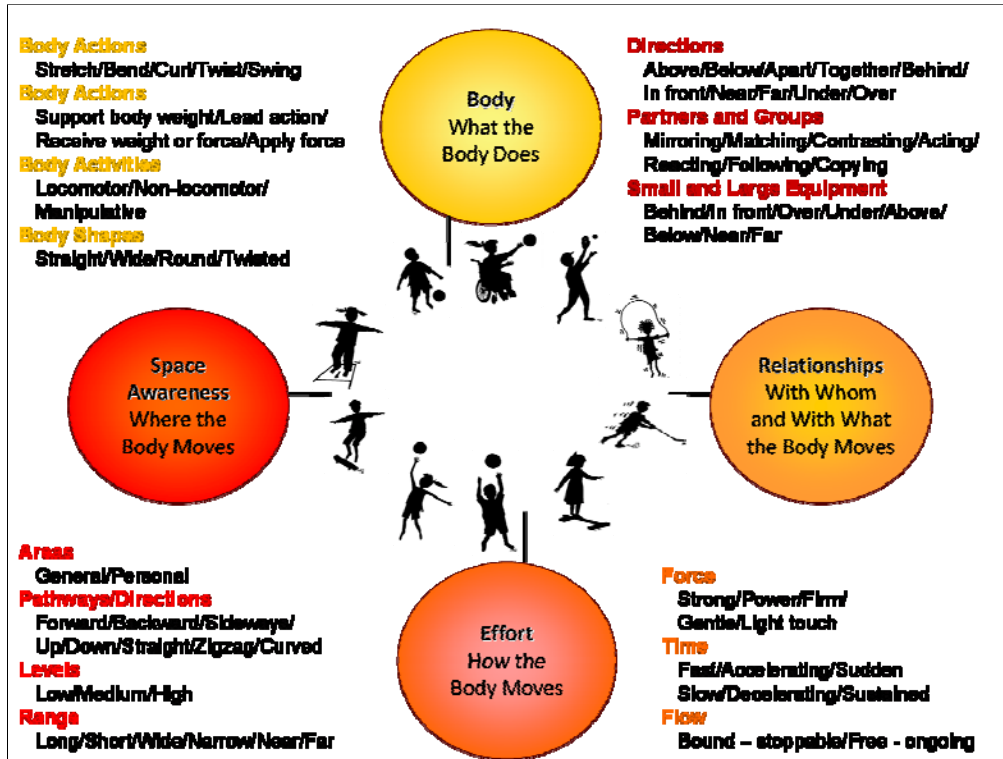 Body Actions
Stretch/Bend/Curl/Twist/Swing
Body Actions
Support body weight/Lead action/
Receive weight or force/Apply force
Body Activities
Locomotor/Non-locomotor/
Manipulative
Body Shapes
Straight/Wide/Round/Twisted
Body
What the
Body Does
Directions
Above/Below/Apart/Together/Behind/
In front/Near/Far/Under/Over
Partners and Groups
Mirroring/Matching/Contrasting/Acting/
Reacting/Following/Copying
Small and Large Equipment
Behind/In front/Over/Under/Above/
Below/Near/Far
Space
Awareness
Where the
Body Moves
Relationships
With Whom
and With What
the Body Moves
Areas
General/Personal
Pathways/Directions
Forward/Backward/Sideways/
Up/Down/Straight/Zigzag/Curved
Levels
Low/Medium/High
Range
Long/Short/Wide/Narrow/Near/Far
Effort
How the
Body Moves
Force
Strong/Power/Firm/
Gentle/Light touch
Time
Fast/Accelerating/Sudden
Slow/Decelerating/Sustained
Flow
Bound – stoppable/Free - ongoing